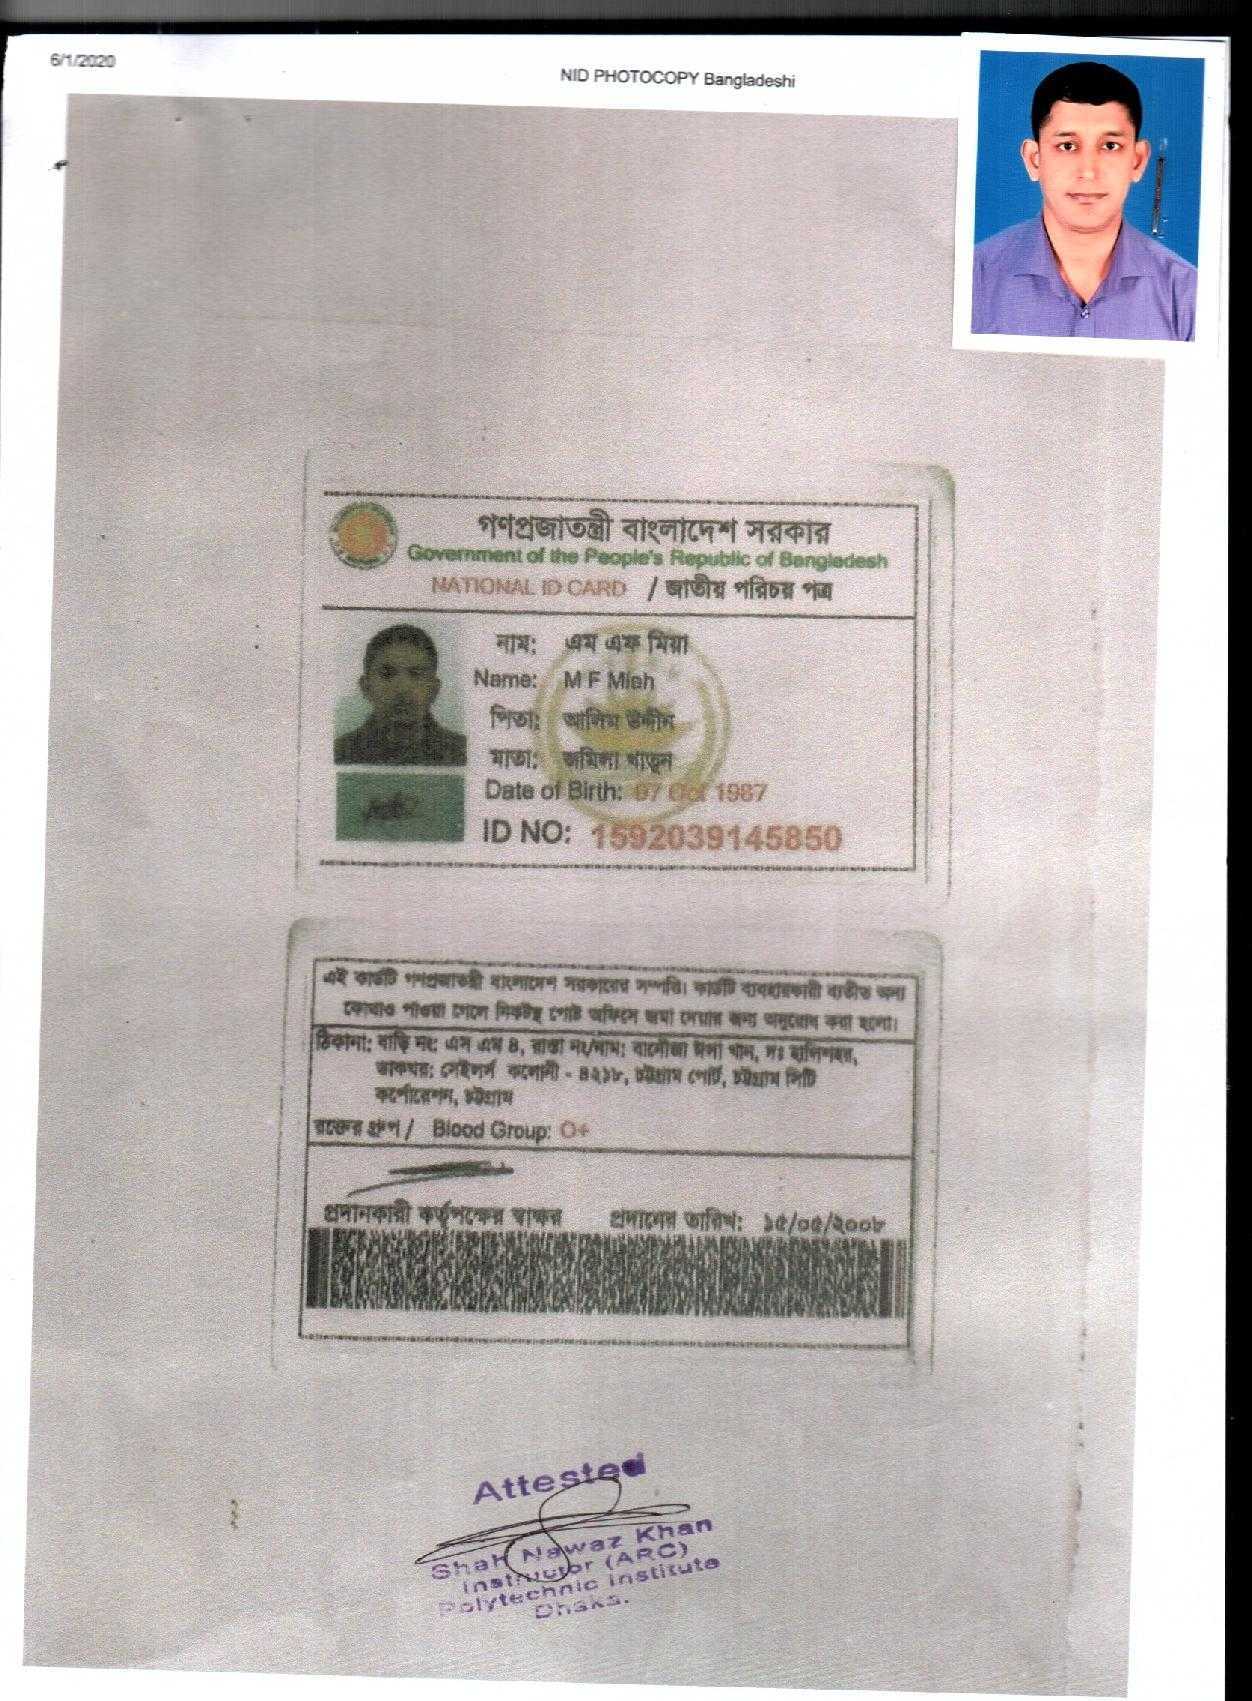 6/1/2020
NID PHOTOCOPY Bangladeshi
গণপ্রজাতন্ত্রী বাংলাদেশ সরকার
Government of the People's Republic of Bangladesh
NATIONAL ID CARD / জাতীয় পরিচয় পত্র
নাম: এম এফ মিয়া
Name: M F Miah
পিতা: আলিম উদ্দীন
মাতা: জমিলা খাতুন
Date of Birth: 07 Oct 1987
ID NO: 1592039145850
এই কার্ডটি গণপ্রজাতন্ত্রী বাংলাদেশ সরকারের সম্পত্তি। কার্ডটি ব্যবহারকারী ব্যতীত অন্য
কোথাও পাওয়া গেলে নিকটস্থ পোষ্ট অফিসে জমা দেয়ার জন্য অনুরোধ করা হলো।
ঠিকানা: বাড়ি নং: এস এম ৪, রাস্তা নং/নাম: বানৌজা ঈসা খান, দঃ হালিশহর,
ডাকঘর: সেইলর্স কলোনী - ৪২১৮, চট্টগ্রাম পোর্ট, চট্টগ্রাম সিটি
কর্পোরেশন, চট্টগ্রাম
রক্তের গ্রুপ / Blood Group: O+
প্রদানকারী কর্তৃপক্ষের স্বাক্ষর প্রদানের তারিখ: ১৫/০৫/২০০৮
Attested
Shah Nawaz Khan
Instructor (ARC)
Polytechnic Institute
Dhaka.